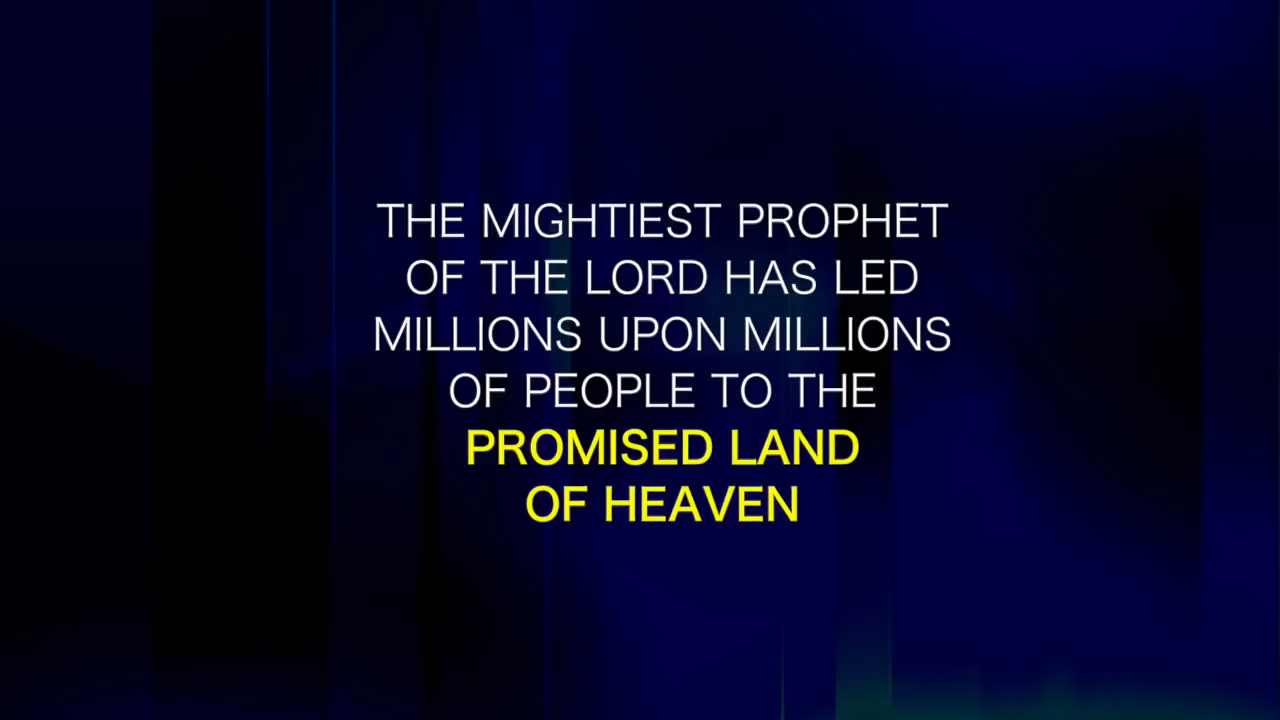 THE MIGHTIEST PROPHET
OF THE LORD HAS LED
MILLIONS UPON MILLIONS
OF PEOPLE TO THE
PROMISED LAND
OF HEAVEN